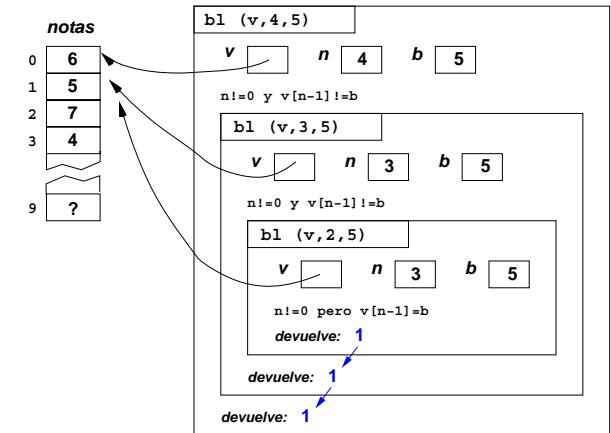 notas
0 6
1 5
2 7
3 4
9 ?
bl (v,4,5)
v n 4 b 5
n!=0 y v[n-1]!=b
bl (v,3,5)
v n 3 b 5
n!=0 y v[n-1]!=b
bl (v,2,5)
v n 3 b 5
n!=0 pero v[n-1]=b
devuelve: 1
devuelve: 1
devuelve: 1